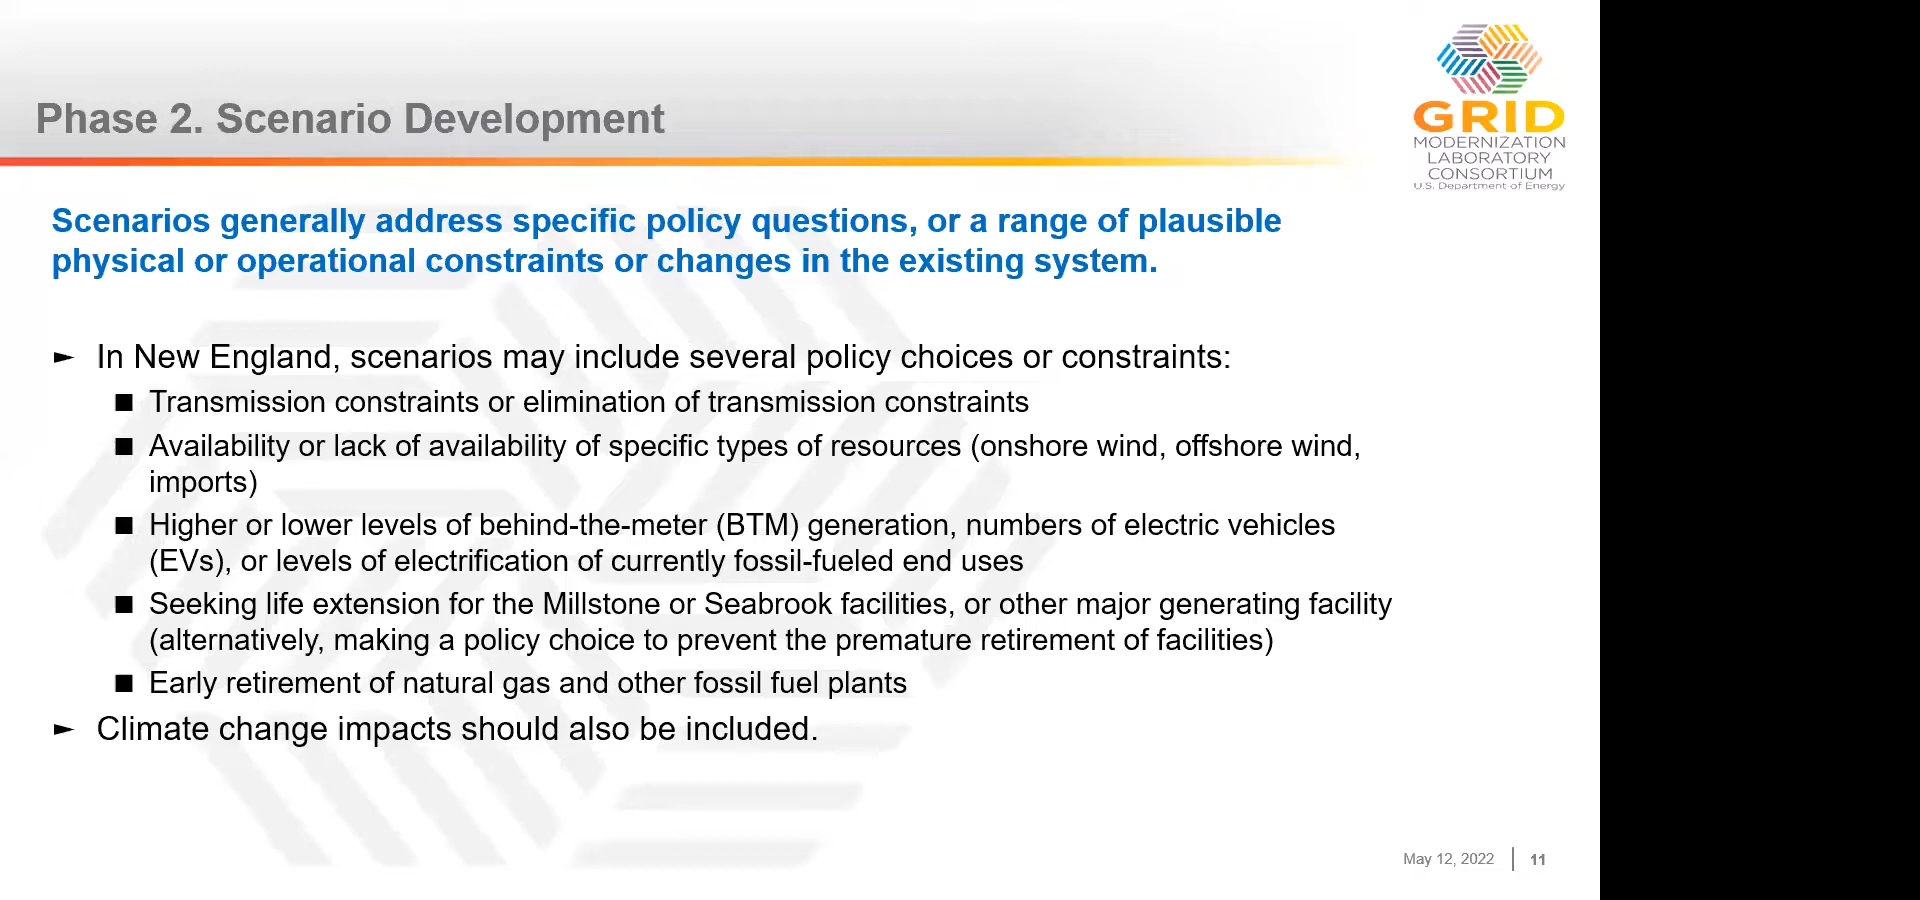 Phase 2. Scenario Development
GRID
MODERNIZATION
LABORATORY
CONSORTIUM
U.S. Department of Energy
Scenarios generally address specific policy questions, or a range of plausible
physical or operational constraints or changes in the existing system.
► In New England, scenarios may include several policy choices or constraints:
■ Transmission constraints or elimination of transmission constraints
■ Availability or lack of availability of specific types of resources (onshore wind, offshore wind,
imports)
■ Higher or lower levels of behind-the-meter (BTM) generation, numbers of electric vehicles
(EVs), or levels of electrification of currently fossil-fueled end uses
■ Seeking life extension for the Millstone or Seabrook facilities, or other major generating facility
(alternatively, making a policy choice to prevent the premature retirement of facilities)
■ Early retirement of natural gas and other fossil fuel plants
► Climate change impacts should also be included.
May 12, 2022 | 11